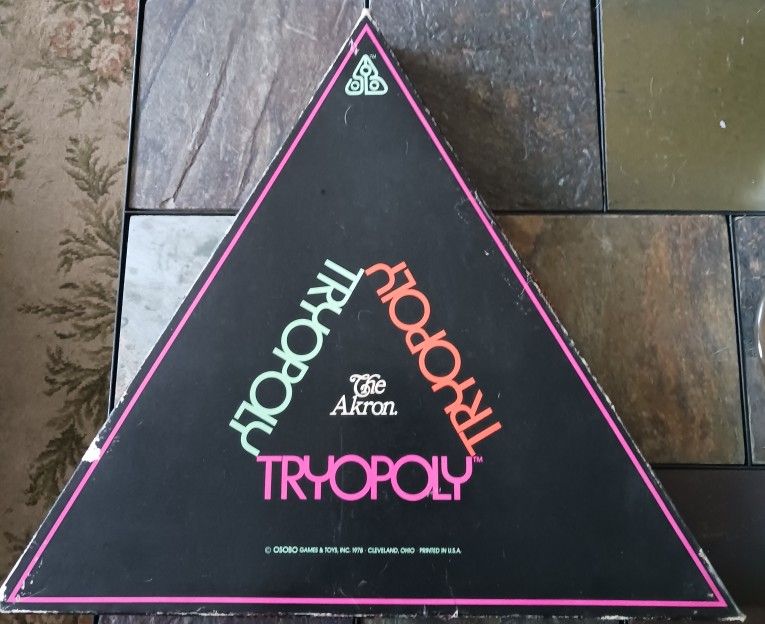 TRYOPOLY
TRYOPOLY
The
Akron.
TRYOPOLY™
© OSOBO GAMES & TOYS, INC. 1978 · CLEVELAND, OHIO · PRINTED IN U.S.A.